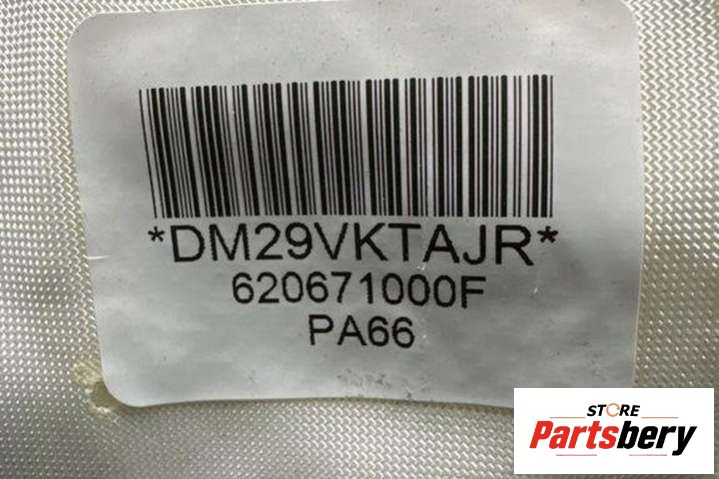 *DM29VKTAJR*
620671000F
PA66
STORE
Partsbery